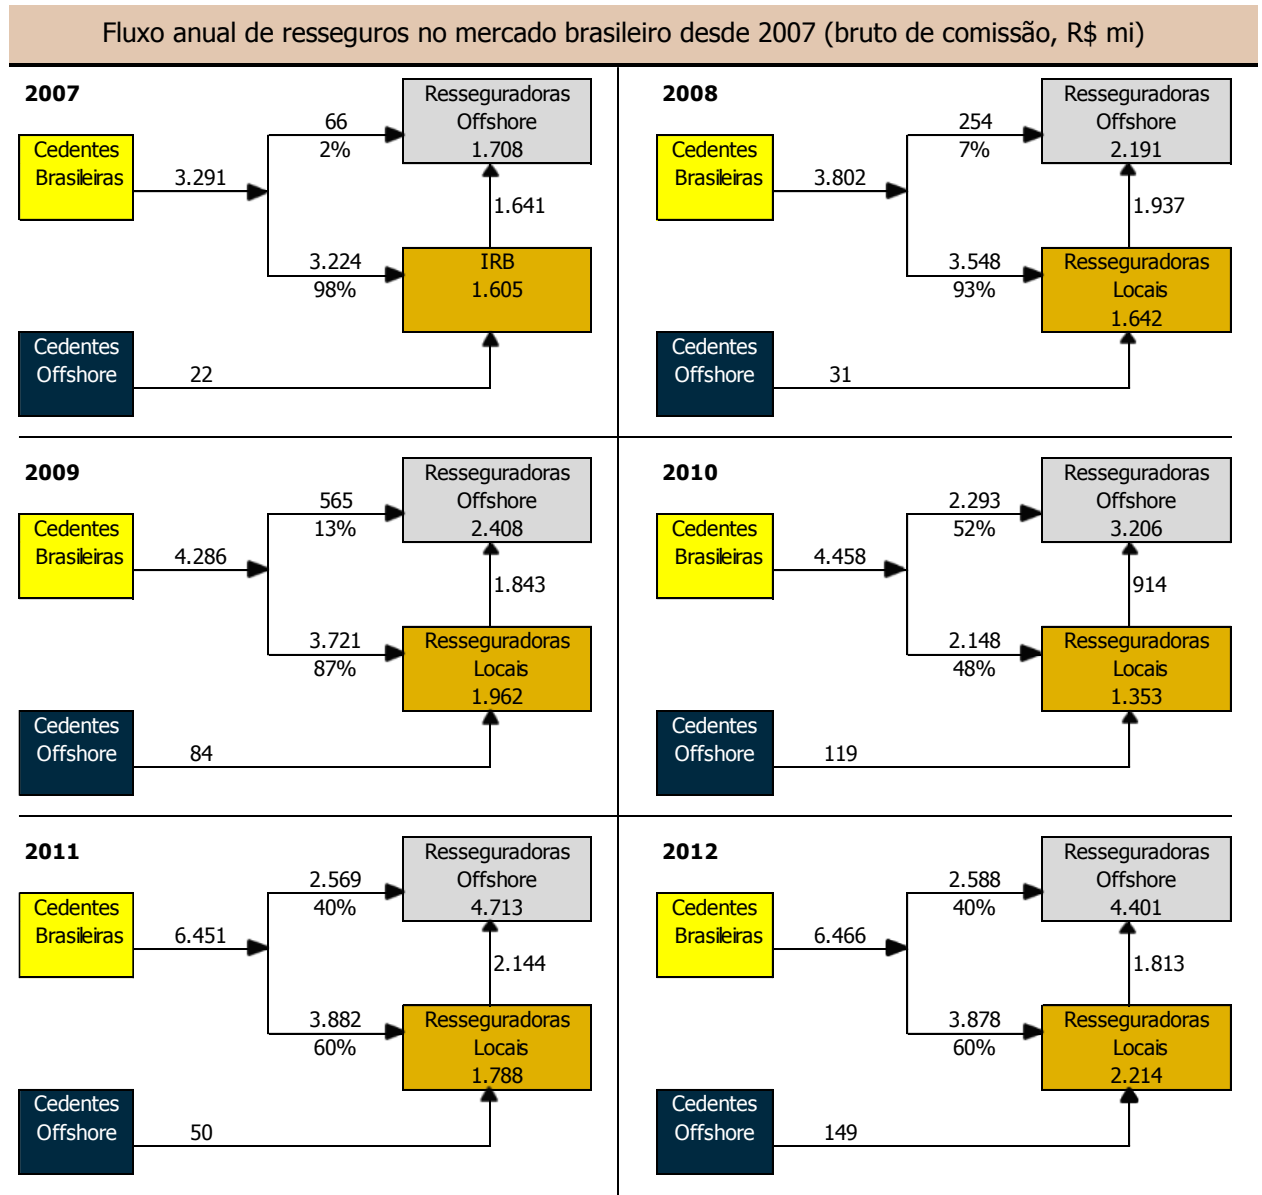 Fluxo anual de resseguros no mercado brasileiro desde 2007 (bruto de comissão, R$ mi)
2007
Cedentes
Brasileiras
3.291
66
2%
Resseguradoras
Offshore
1.708
1.641
3.224
98%
IRB
1.605
Cedentes
Offshore
22
2008
Cedentes
Brasileiras
3.802
254
7%
Resseguradoras
Offshore
2.191
1.937
3.548
93%
Resseguradoras
Locais
1.642
Cedentes
Offshore
31
2009
Cedentes
Brasileiras
4.286
565
13%
Resseguradoras
Offshore
2.408
1.843
3.721
87%
Resseguradoras
Locais
1.962
Cedentes
Offshore
84
2010
Cedentes
Brasileiras
4.458
2.293
52%
Resseguradoras
Offshore
3.206
914
2.148
48%
Resseguradoras
Locais
1.353
Cedentes
Offshore
119
2011
Cedentes
Brasileiras
6.451
2.569
40%
Resseguradoras
Offshore
4.713
2.144
3.882
60%
Resseguradoras
Locais
1.788
Cedentes
Offshore
50
2012
Cedentes
Brasileiras
6.466
2.588
40%
Resseguradoras
Offshore
4.401
1.813
3.878
60%
Resseguradoras
Locais
2.214
Cedentes
Offshore
149